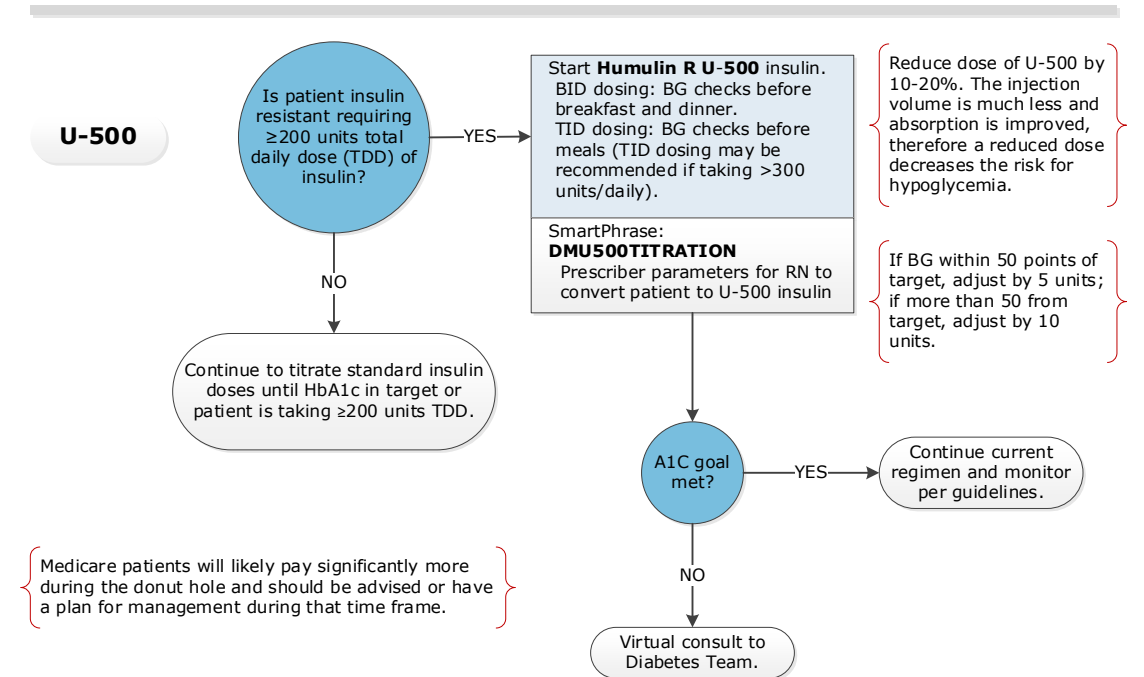 U-500
Is patient insulin
resistant requiring
≥200 units total
daily dose (TDD) of
insulin?
YES
Start Humulin R U-500 insulin.
BID dosing: BG checks before
breakfast and dinner.
TID dosing: BG checks before
meals (TID dosing may be
recommended if taking >300
units/daily).
SmartPhrase:
DMU500TITRATION
Prescriber parameters for RN to
convert patient to U-500 insulin
Reduce dose of U-500 by
10-20%. The injection
volume is much less and
absorption is improved,
therefore a reduced dose
decreases the risk for
hypoglycemia.
If BG within 50 points of
target, adjust by 5 units;
if more than 50 from
target, adjust by 10
units.
NO
Continue to titrate standard insulin
doses until HbA1c in target or
patient is taking ≥200 units TDD.
A1C goal
met?
YES
Continue current
regimen and monitor
per guidelines.
NO
Virtual consult to
Diabetes Team.
Medicare patients will likely pay significantly more
during the donut hole and should be advised or have
a plan for management during that time frame.